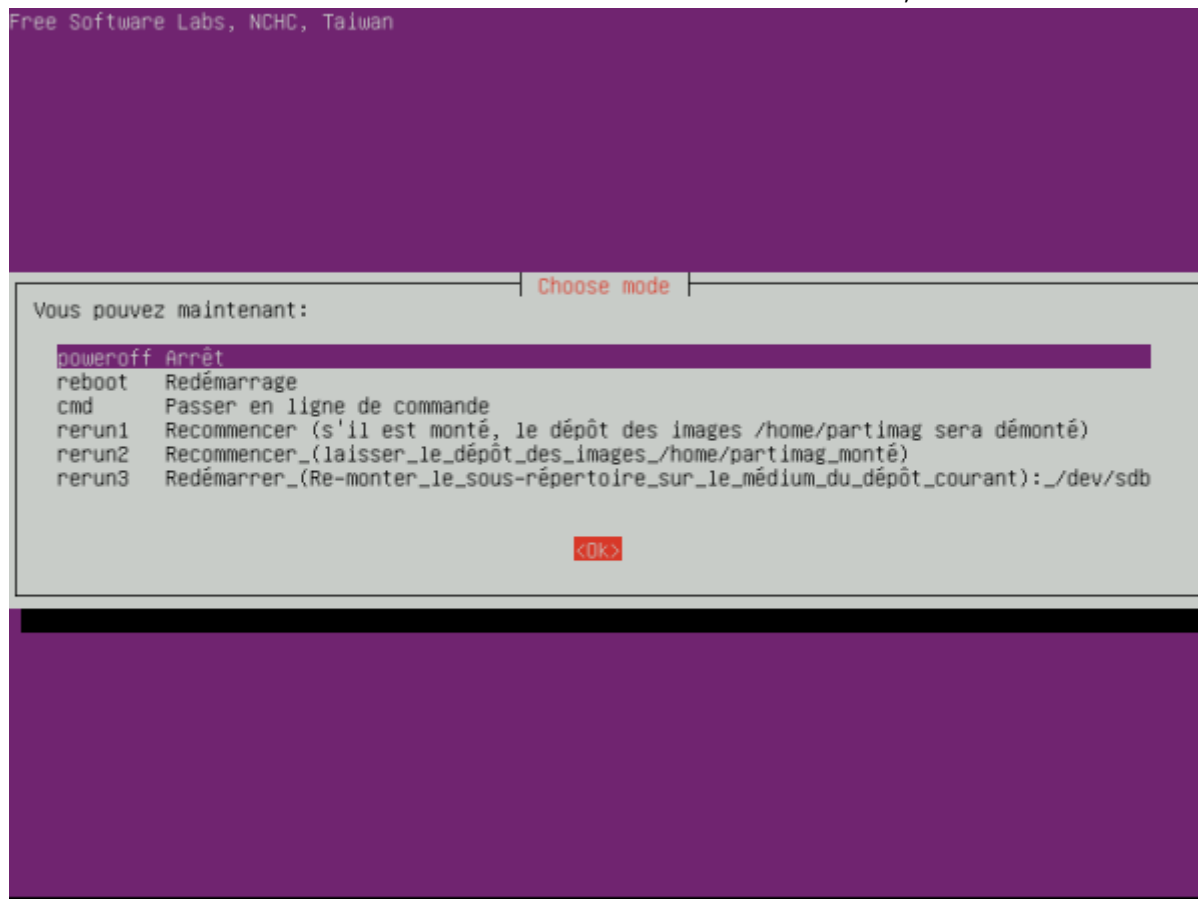 Free Software Labs, NCHC, Taiwan
Choose mode
Vous pouvez maintenant:
poweroff Arrêt
reboot Redémarrage
cmd Passer en ligne de commande
rerun1 Recommencer (s'il est monté, le dépôt des images /home/partimag sera démonté)
rerun2 Recommencer_(laisser_le_dépôt_des_images_/home/partimag_monté)
rerun3 Redémarrer_(Re-monter_le_sous-répertoire_sur_le_médium_du_dépôt_courant):_/dev/sdb
<Ok>